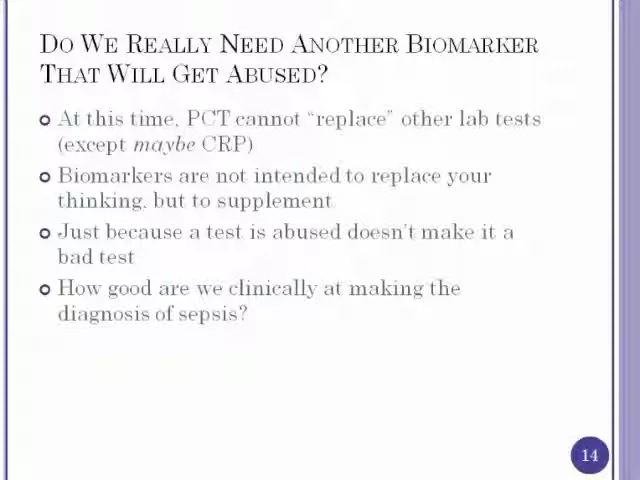 DO WE REALLY NEED ANOTHER BIOMARKER
THAT WILL GET ABUSED?
At this time, PCT cannot “replace” other lab tests
(except maybe CRP)
Biomarkers are not intended to replace your
thinking, but to supplement
Just because a test is abused doesn’t make it a
bad test
How good are we clinically at making the
diagnosis of sepsis?
14